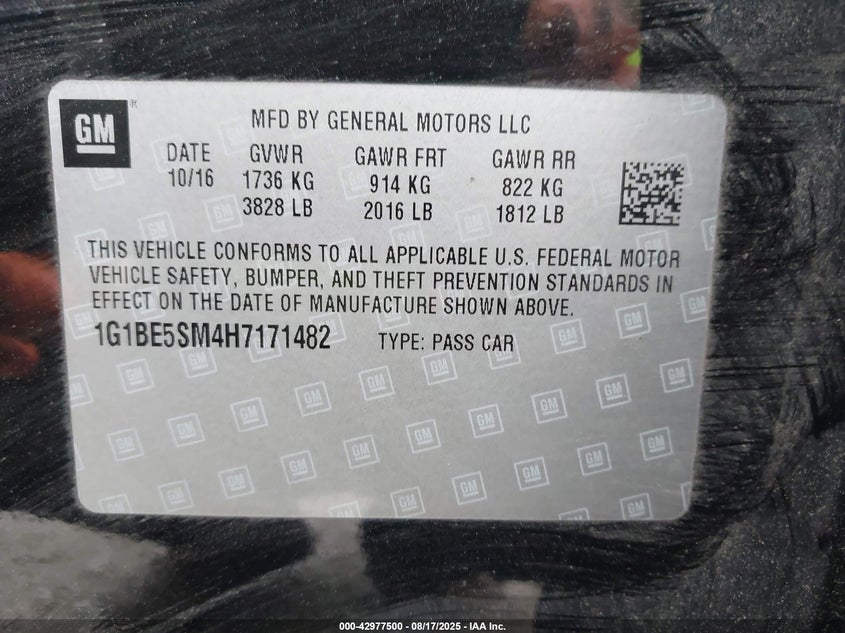 GM
MFD BY GENERAL MOTORS LLC
DATE GVWR GAWR FRT GAWR RR
10/16 1736 KG 914 KG 822 KG
3828 LB 2016 LB 1812 LB
THIS VEHICLE CONFORMS TO ALL APPLICABLE U.S. FEDERAL MOTOR
VEHICLE SAFETY, BUMPER, AND THEFT PREVENTION STANDARDS IN
EFFECT ON THE DATE OF MANUFACTURE SHOWN ABOVE.
1G1BE5SM4H7171482 TYPE: PASS CAR
000-42977500 - 08/17/2025 - IAA Inc.